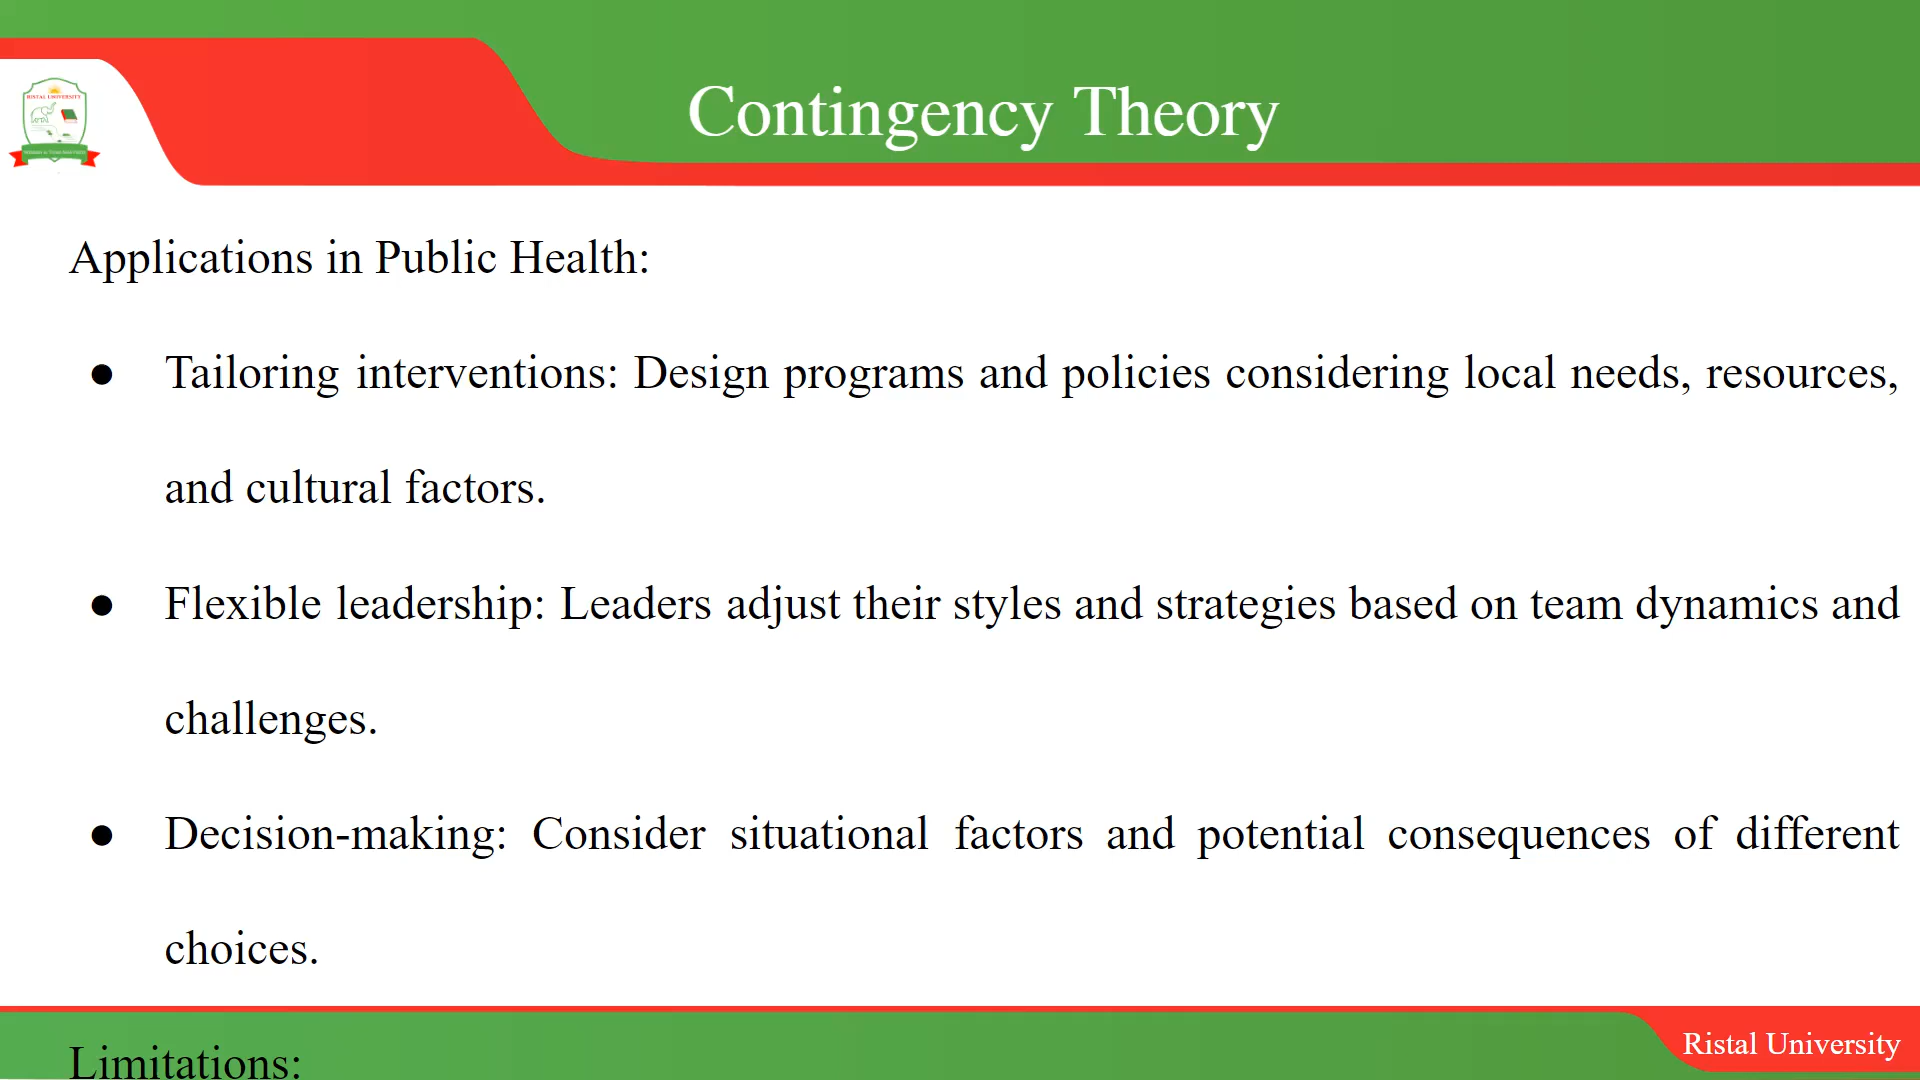 RISTAL UNIVERSITY
Contingency Theory
Applications in Public Health:
● Tailoring interventions: Design programs and policies considering local needs, resources,
and cultural factors.
● Flexible leadership: Leaders adjust their styles and strategies based on team dynamics and
challenges.
● Decision-making: Consider situational factors and potential consequences of different
choices.
Limitations:
Ristal University